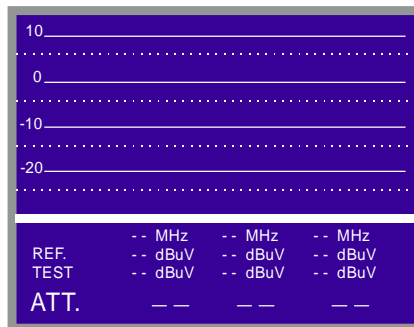 10
0
-10
-20
-- MHz -- MHz -- MHz
REF. -- dBuV -- dBuV -- dBuV
TEST -- dBuV -- dBuV -- dBuV
ATT. -- -- --